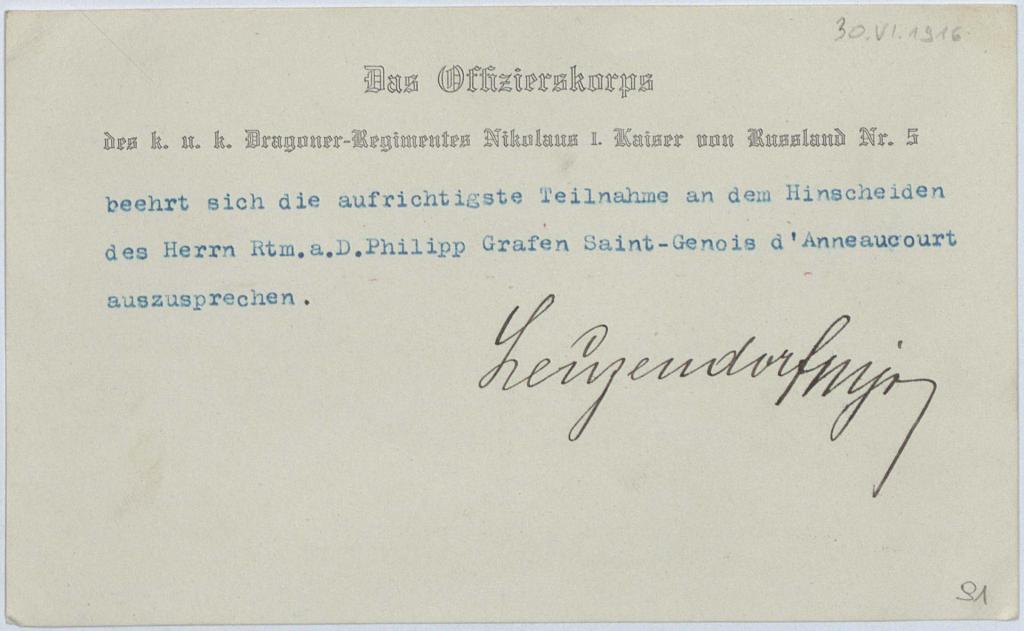 30.VI.1916
Das Offizierskorps
des k. u. k. Dragoner-Regimentes Nikolaus I. Kaiser von Russland Nr. 5
beehrt sich die aufrichtigste Teilnahme an dem Hinscheiden
des Herrn Rtm.a.D.Philipp Grafen Saint-Genois d'Anneaucourt
auszusprechen.
Leuzendorf Mjr
91